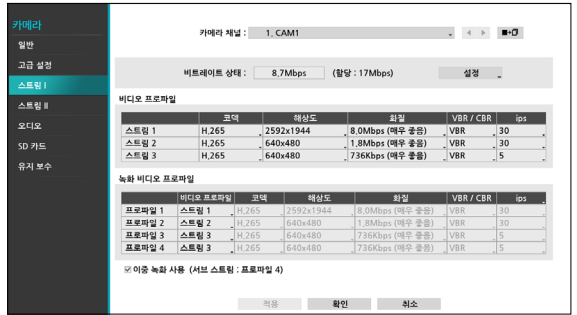 카메라
일반
고급 설정
스트림 I
스트림 II
오디오
SD 카드
유지 보수
카메라 채널 : 1, CAM1
비트레이트 상태 : 8,7Mbps (할당 : 17Mbps) 설정
비디오 프로파일
코덱 해상도 화질 VBR / CBR ips
스트림 1 H,265 2592x1944 8,0Mbps (매우 좋음) VBR 30
스트림 2 H,265 640x480 1,8Mbps (매우 좋음) VBR 30
스트림 3 H,265 640x480 736Kbps (매우 좋음) VBR 5
녹화 비디오 프로파일
비디오 프로파일 코덱 해상도 화질 VBR / CBR ips
프로파일 1 스트림 1 H,265 2592x1944 8,0Mbps (매우 좋음) VBR 30
프로파일 2 스트림 2 H,265 640x480 1,8Mbps (매우 좋음) VBR 30
프로파일 3 스트림 3 H,265 640x480 736Kbps (매우 좋음) VBR 5
프로파일 4 스트림 3 H,265 640x480 736Kbps (매우 좋음) VBR 5
이중 녹화 사용 (서브 스트림 : 프로파일 4)
적용 확인 취소